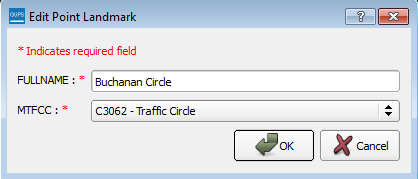 GUPS Edit Point Landmark ?
* Indicates required field
FULLNAME : * Buchanan Circle
MTFCC : * C3062 - Traffic Circle
OK Cancel